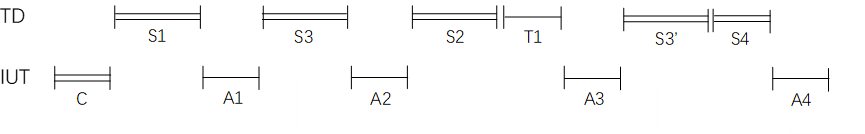 TD
S1 S3 S2 T1 S3' S4
IUT
C A1 A2 A3 A4